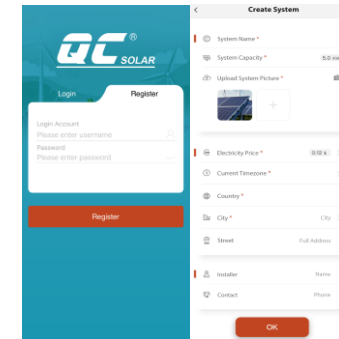 QC®
SOLAR
Login
Register
Login Account
Please enter username
Password
Please enter password
Register
Create System
System Name *
System Capacity *
5.0
Upload System Picture *
Electricity Price *
0.12
Current Timezone *
Country *
City *
City
Street
Full Address
Installer
Name
Contact
Phone
OK